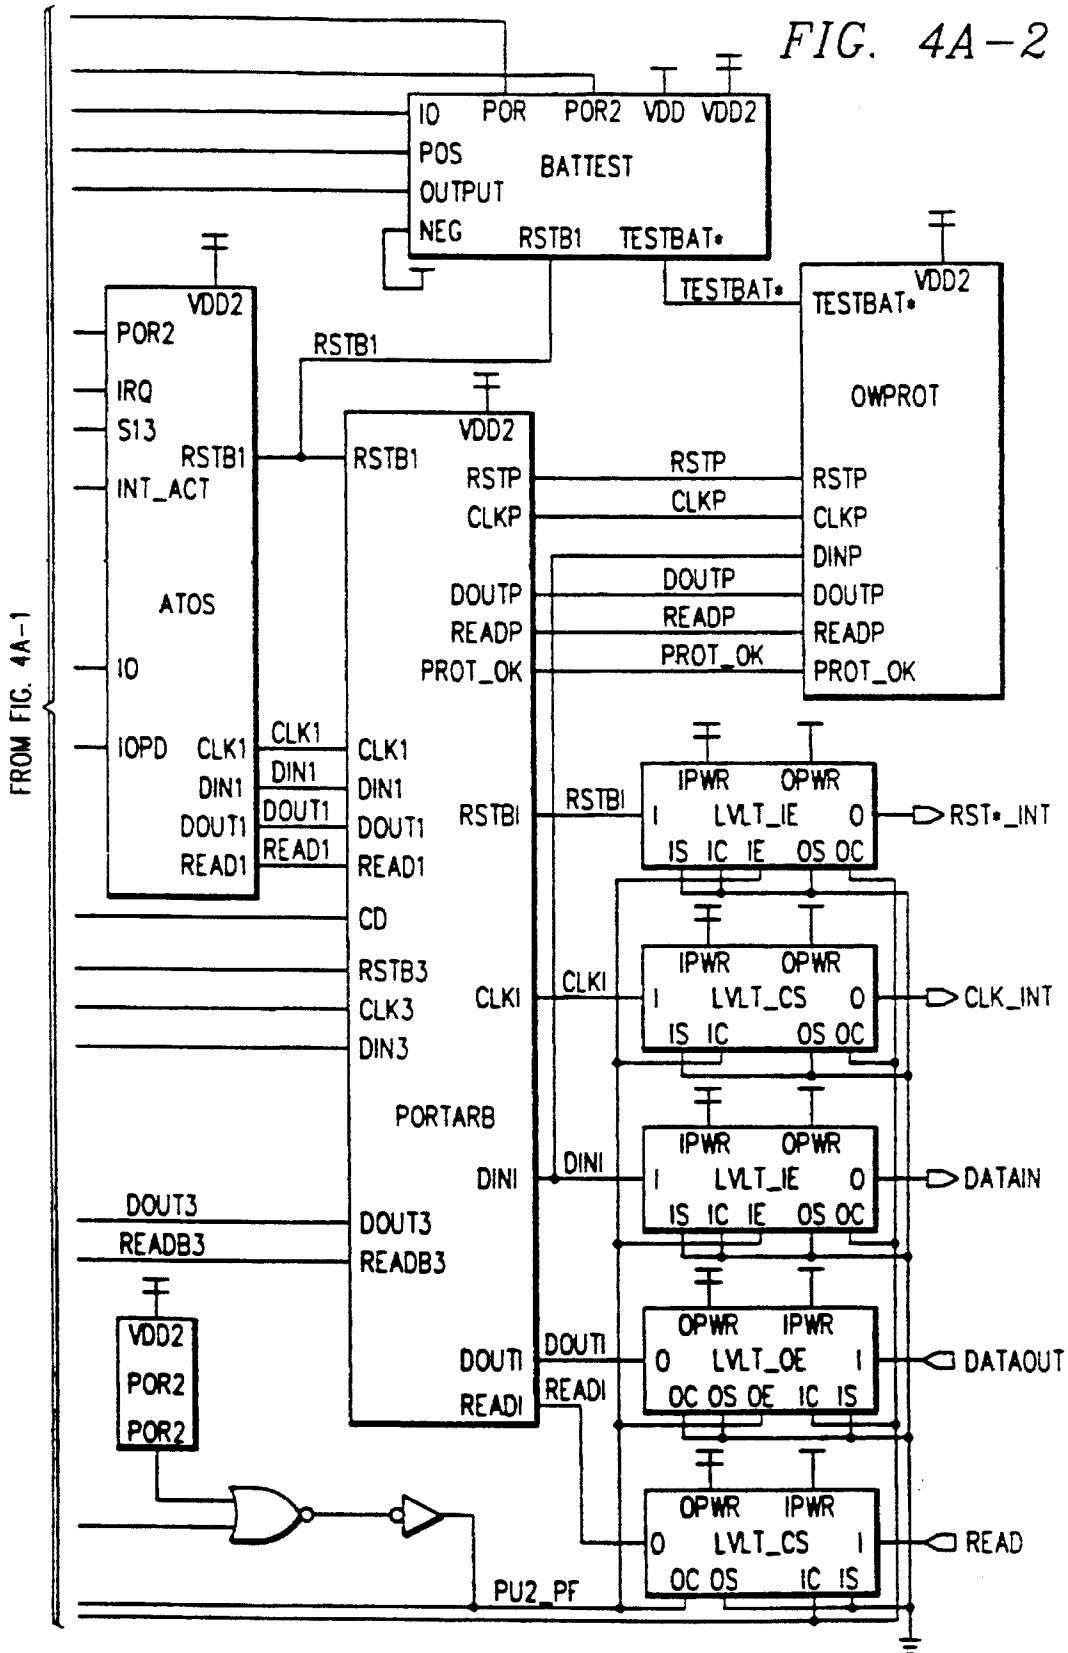 FIG. 4A-2
IO POR POR2 VDD VDD2
POS
BATTEST
OUTPUT
NEG
RSTB1 TESTBAT*
VDD2
POR2
IRQ
S13
RSTB1
INT_ACT
ATOS
IO
IOPD
CLK1
DIN1
DOUT1
READ1
RSTB1
TESTBAT*
VDD2
TESTBAT*
OWPROT
RSTP
CLKP
DINP
DOUTP
READP
PROT_OK
RSTP
CLKP
DOUTP
READP
PROT_OK
VDD2
RSTB1
RSTP
CLKP
DOUTP
READP
PROT_OK
CLK1
DIN1
DOUT1
READ1
CLK1
DIN1
DOUT1
READ1
RSTBI
CD
RSTB3
CLK3
DIN3
CLKI
PORTARB
DINI
DOUT3
READB3
DOUT3
READB3
DOUTI
READI
FROM FIG. 4A-1
RSTBI
IPWR OPWR
I LVLT_IE O
IS IC IE OS OC
RST*_INT
CLKI
IPWR OPWR
I LVLT_CS O
IS IC OS OC
CLK_INT
DINI
IPWR OPWR
I LVLT_IE O
IS IC IE OS OC
DATAIN
DOUTI
OPWR IPWR
O LVLT_OE I
OC OS OE IC IS
DATAOUT
READI
OPWR IPWR
O LVLT_CS I
OC OS IC IS
READ
VDD2
POR2
POR2
PU2_PF